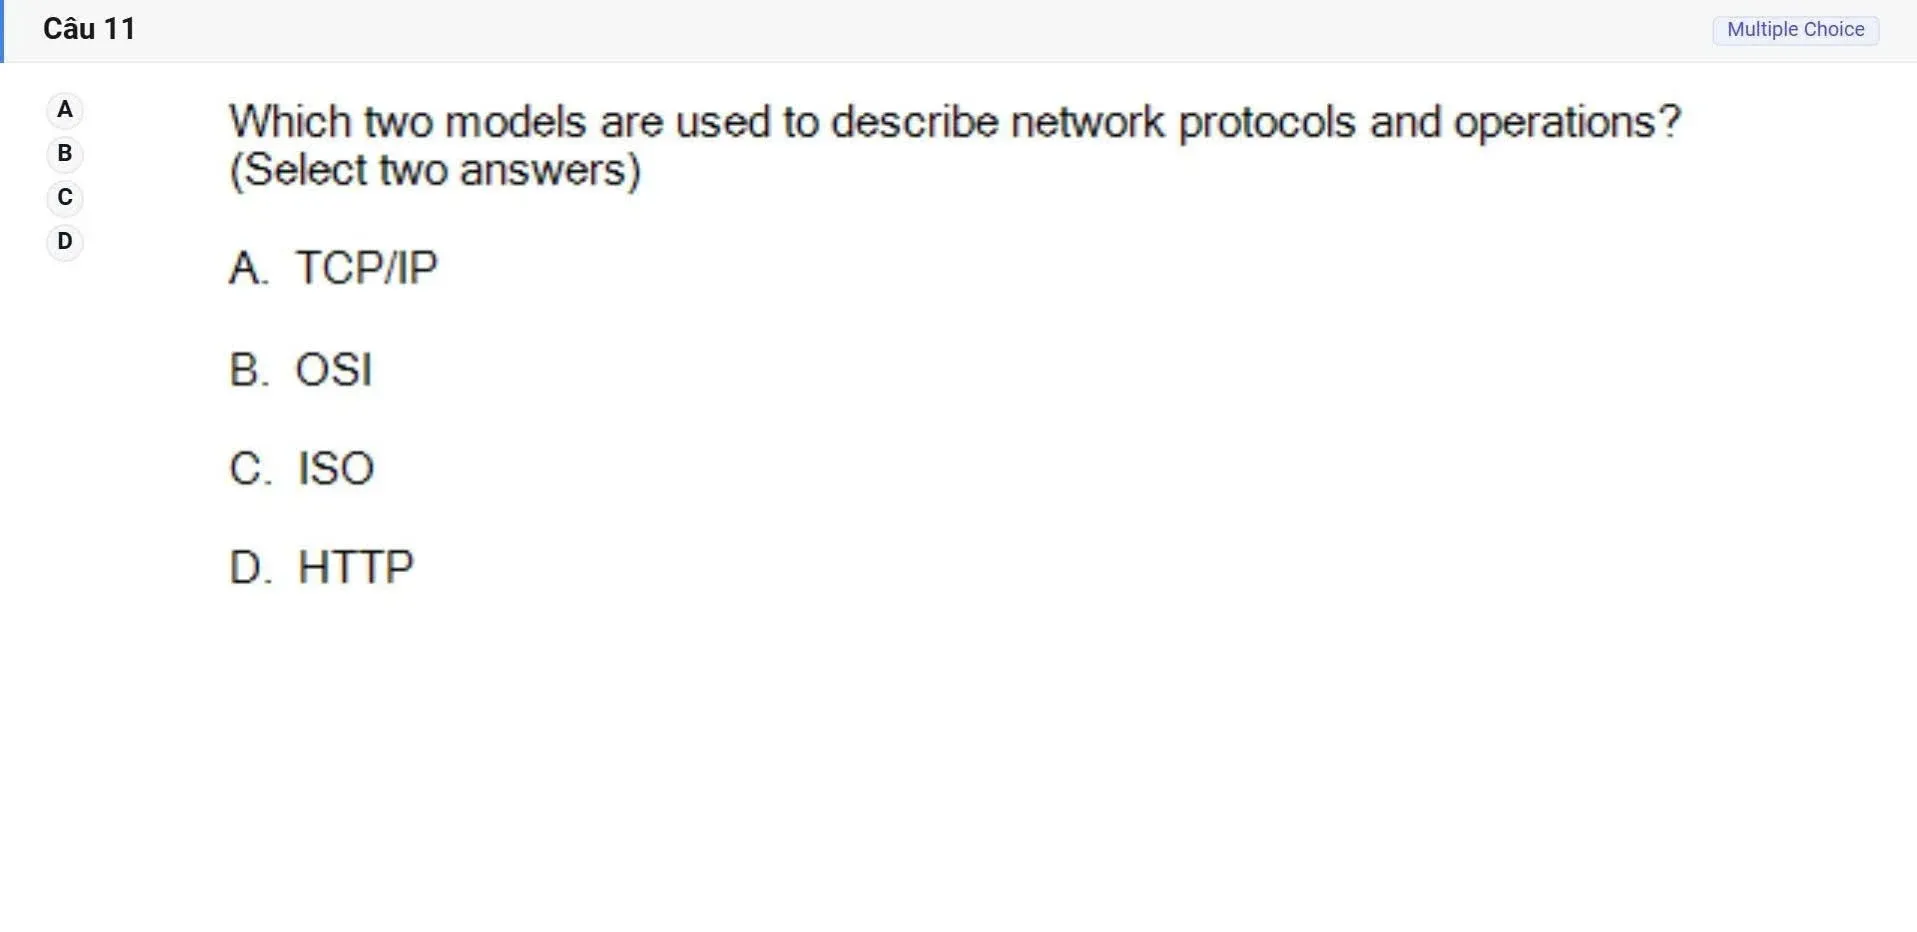 Câu 11
Multiple Choice
A
B
C
D
Which two models are used to describe network protocols and operations?
(Select two answers)
A. TCP/IP
B. OSI
C. ISO
D. HTTP